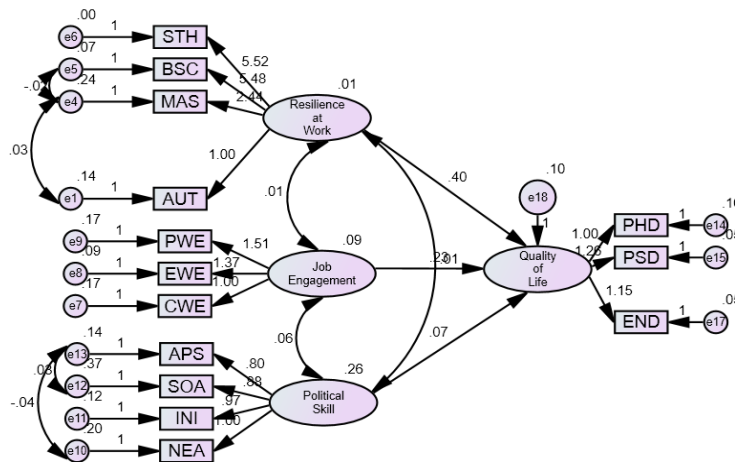 .00
e6
1
STH
.07
e5
1
BSC
.24
e4
1
MAS
.03
.14
e1
1
AUT
5.52
5.48
2.44
1.00
.01
Resilience
at
Work
.17
e9
1
PWE
.09
e8
1
EWE
.17
e7
1
CWE
1.51
1.37
1.00
.01
.09
Job
Engagement
.14
e13
1
APS
.37
e12
1
SOA
.12
e11
1
INI
.20
e10
1
NEA
.03
-.04
.80
.88
.97
1.00
.06
.26
Political
Skill
.40
.23
.01
.07
.10
e18
1
Quality
of
Life
1.00
1.26
1.15
PHD
1
e14
PSD
1
e15
END
1
e17